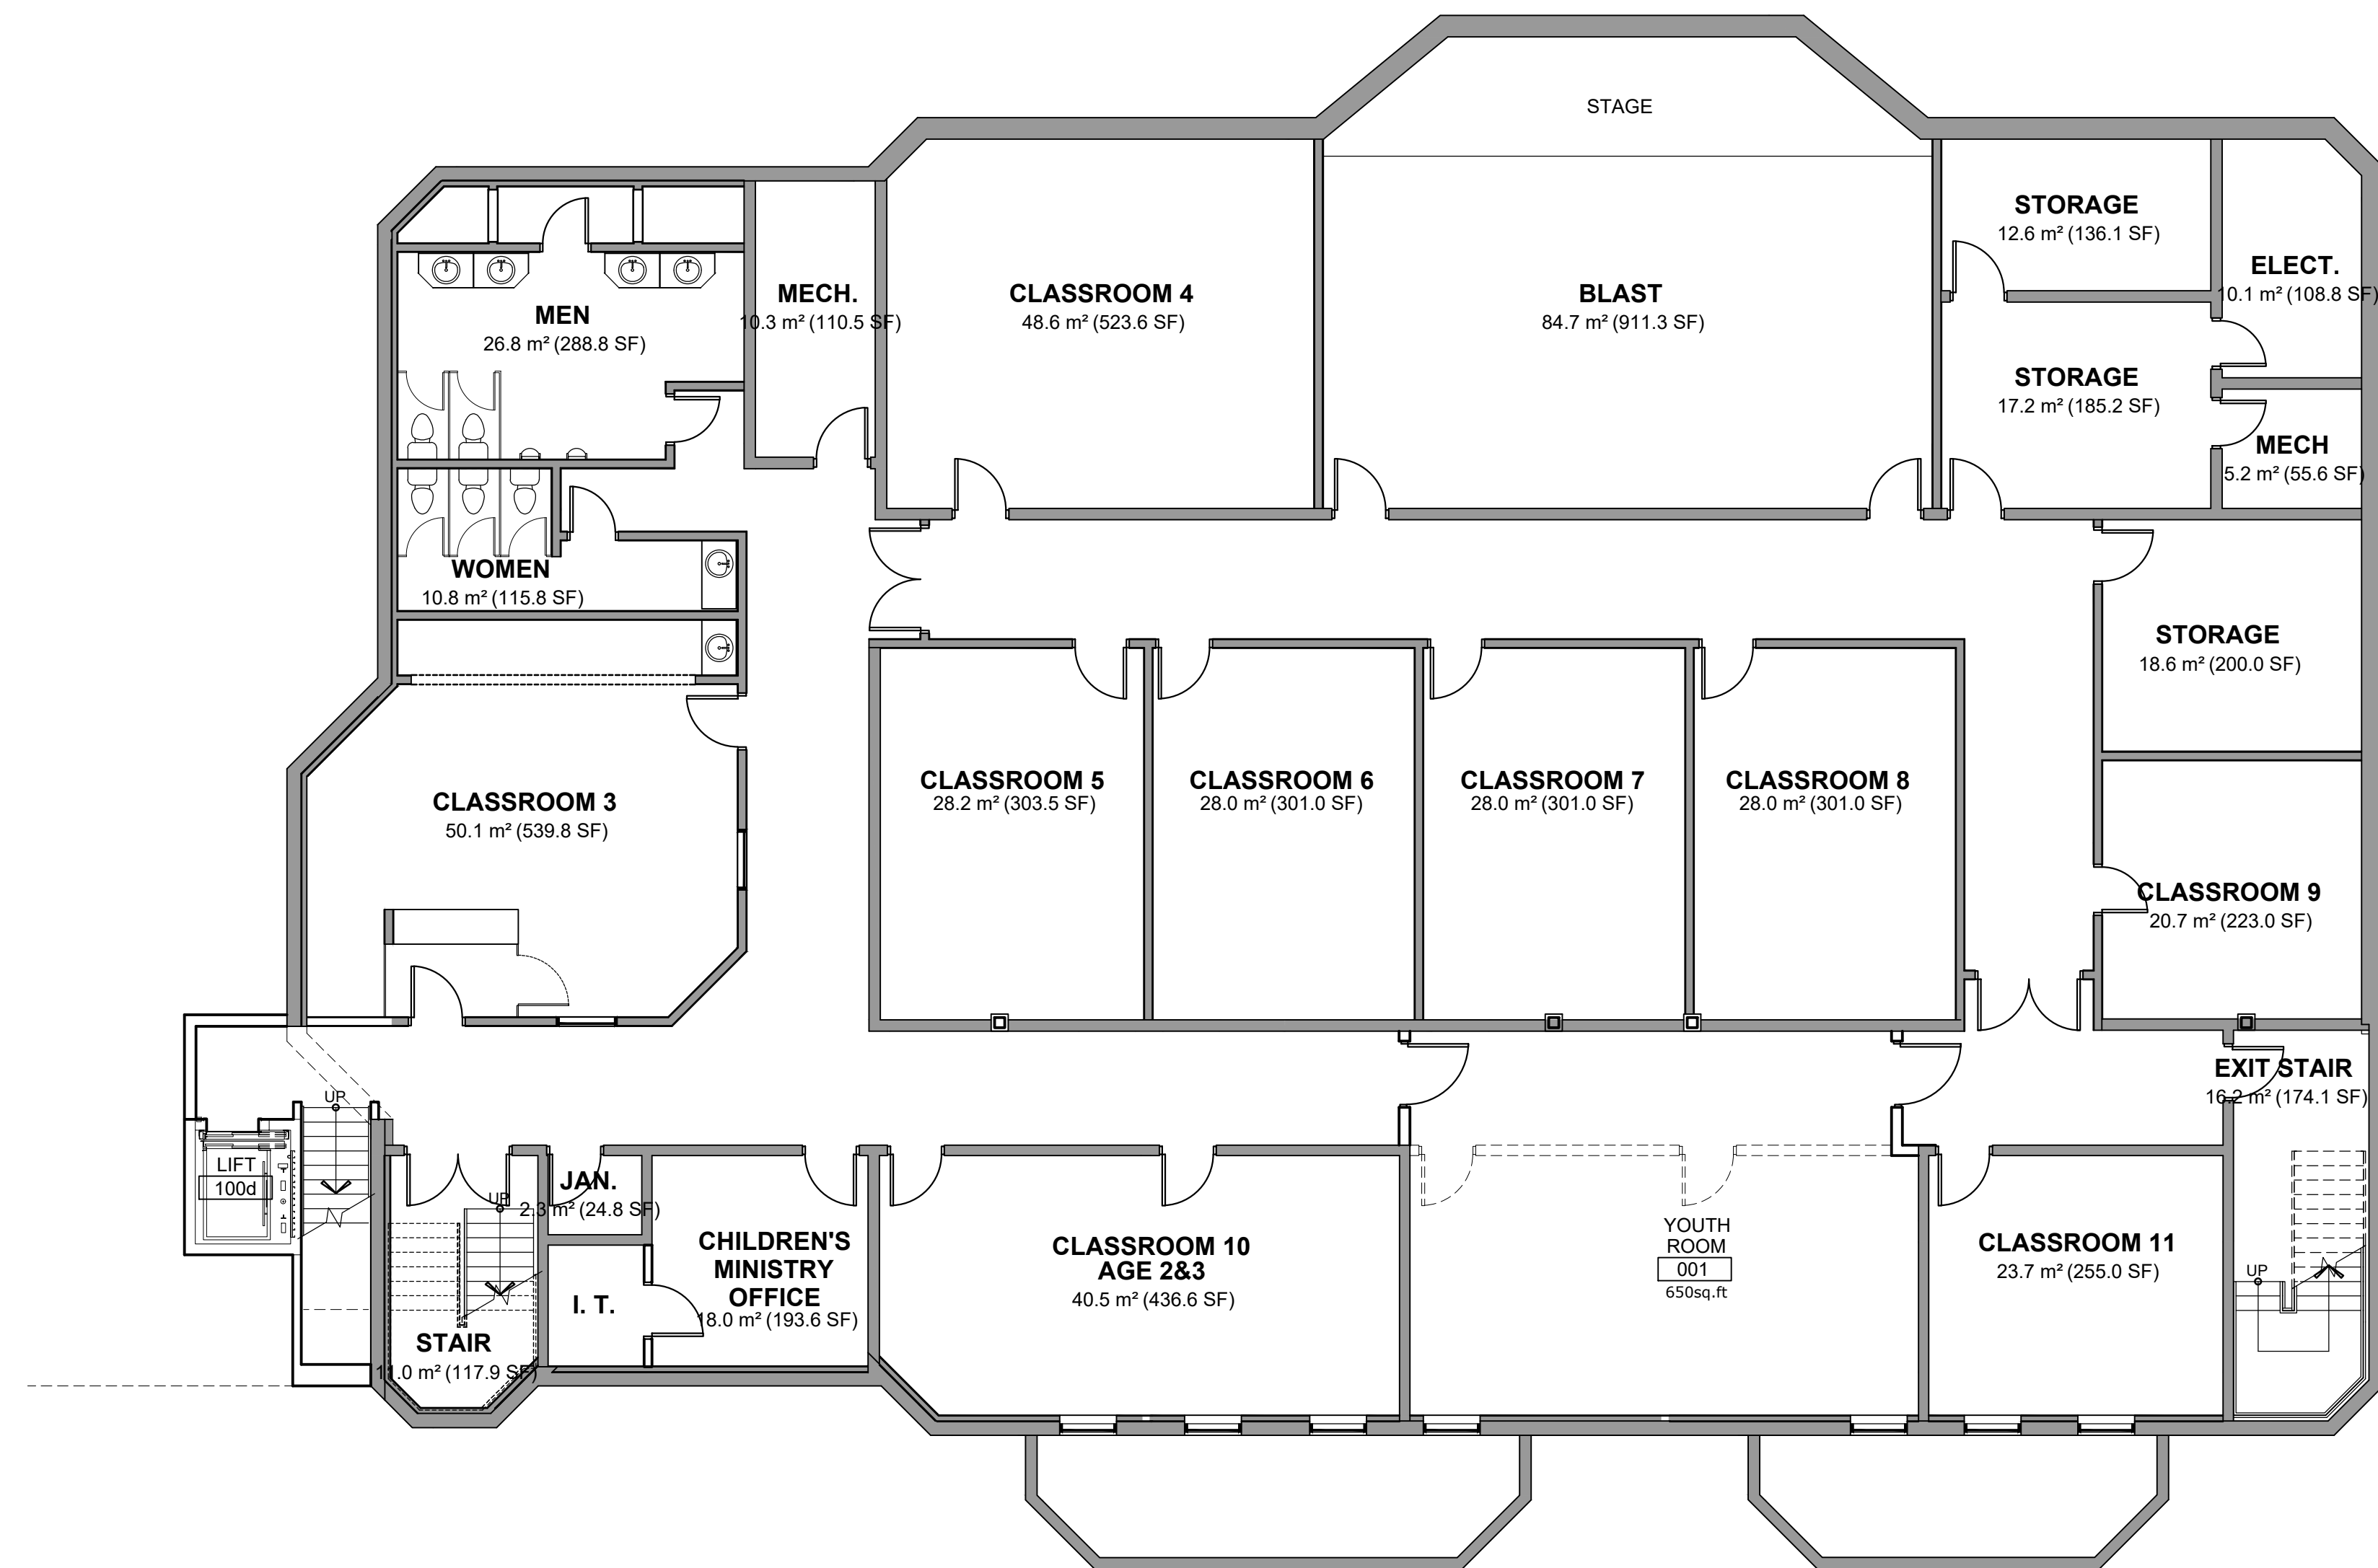 STAGE
STORAGE
12.6 m² (136.1 SF)
ELECT.
10.1 m² (108.8 SF)
MECH.
10.3 m² (110.5 SF)
CLASSROOM 4
48.6 m² (523.6 SF)
BLAST
84.7 m² (911.3 SF)
MEN
26.8 m² (288.8 SF)
STORAGE
17.2 m² (185.2 SF)
MECH
5.2 m² (55.6 SF)
WOMEN
10.8 m² (115.8 SF)
STORAGE
18.6 m² (200.0 SF)
CLASSROOM 3
50.1 m² (539.8 SF)
CLASSROOM 5
28.2 m² (303.5 SF)
CLASSROOM 6
28.0 m² (301.0 SF)
CLASSROOM 7
28.0 m² (301.0 SF)
CLASSROOM 8
28.0 m² (301.0 SF)
CLASSROOM 9
20.7 m² (223.0 SF)
EXIT STAIR
16.2 m² (174.1 SF)
UP
LIFT
100d
JAN.
2.3 m² (24.8 SF)
UP
CHILDREN'S
MINISTRY
OFFICE
18.0 m² (193.6 SF)
I. T.
STAIR
11.0 m² (117.9 SF)
CLASSROOM 10
AGE 2&3
40.5 m² (436.6 SF)
YOUTH
ROOM
001
650sq.ft
CLASSROOM 11
23.7 m² (255.0 SF)
UP